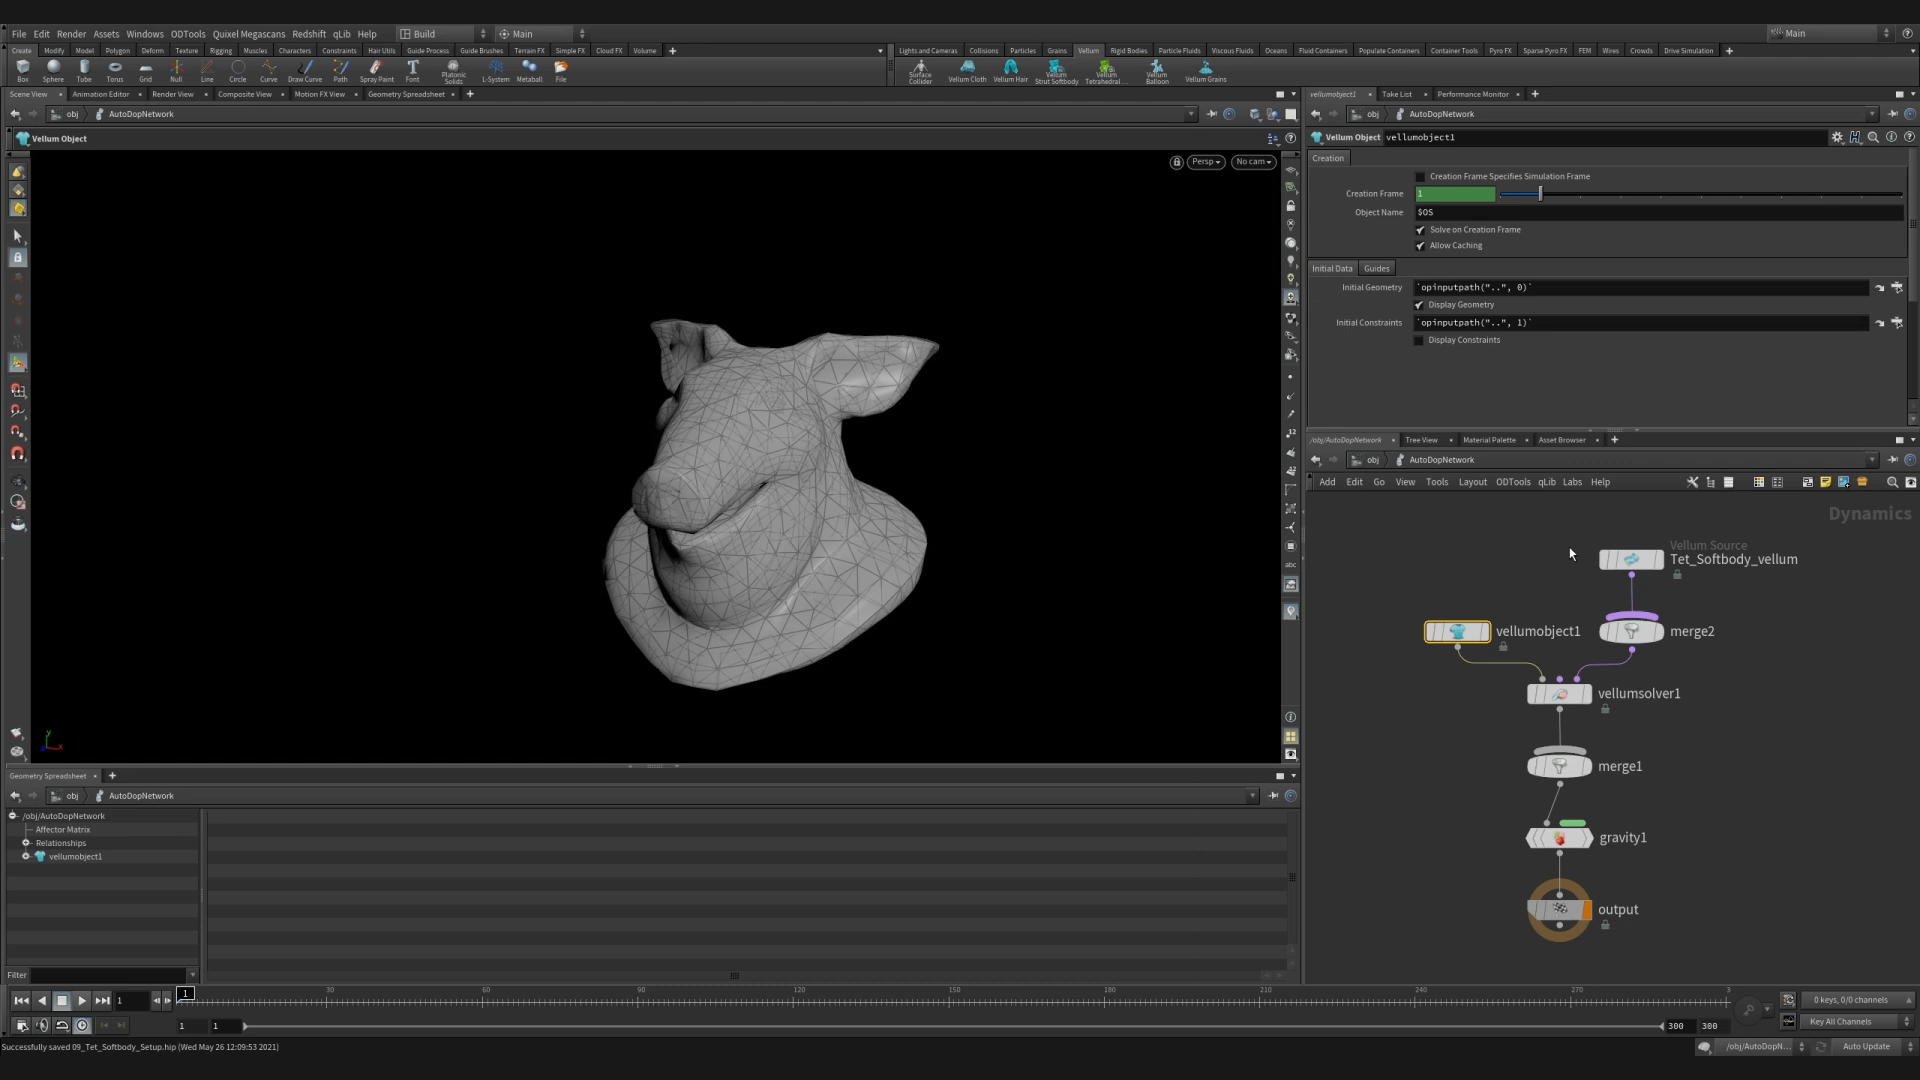 File Edit Render Assets Windows ODTools Quixel Megascans Redshift qLib Help Build Main Main
Create Modify Model Polygon Deform Texture Rigging Muscles Characters Constraints Hair Utils Guide Process Guide Brushes Terrain FX Simple FX Cloud FX Volume
Lights and Cameras Collisions Particles Grains Vellum Rigid Bodies Particle Fluids Viscous Fluids Oceans Fluid Containers Populate Containers Container Tools Pyro FX Sparse Pyro FX FEM Wires Crowds Drive Simulation
Box Sphere Tube Torus Grid Null Line Circle Curve Draw Curve Path Spray Paint Font Platonic Solids L-System Metaball File
Surface Collider Vellum Cloth Vellum Hair Vellum Strut Softbody Vellum Tetrahedral ... Vellum Balloon Vellum Grains
Scene View Animation Editor Render View Composite View Motion FX View Geometry Spreadsheet
obj AutoDopNetwork
Vellum Object
Persp No cam
abc
y
x
vellumobject1 Take List Performance Monitor
obj AutoDopNetwork
Vellum Object vellumobject1
Creation
Creation Frame Specifies Simulation Frame
Creation Frame 1
Object Name $OS
Solve on Creation Frame
Allow Caching
Initial Data Guides
Initial Geometry `opinputpath("..", 0)`
Display Geometry
Initial Constraints `opinputpath("..", 1)`
Display Constraints
/obj/AutoDopNetwork Tree View Material Palette Asset Browser
obj AutoDopNetwork
Add Edit Go View Tools Layout ODTools qLib Labs Help
Dynamics
Vellum Source
Tet_Softbody_vellum
vellumobject1
merge2
vellumsolver1
merge1
gravity1
output
Geometry Spreadsheet
obj AutoDopNetwork
/obj/AutoDopNetwork
Affector Matrix
Relationships
vellumobject1
Filter
1 1 30 60 90 120 150 180 210 240 270 3
0 keys, 0/0 channels
1 1 300 300
Key All Channels
Successfully saved 09_Tet_Softbody_Setup.hip (Wed May 26 12:09:53 2021)
/obj/AutoDopN... Auto Update